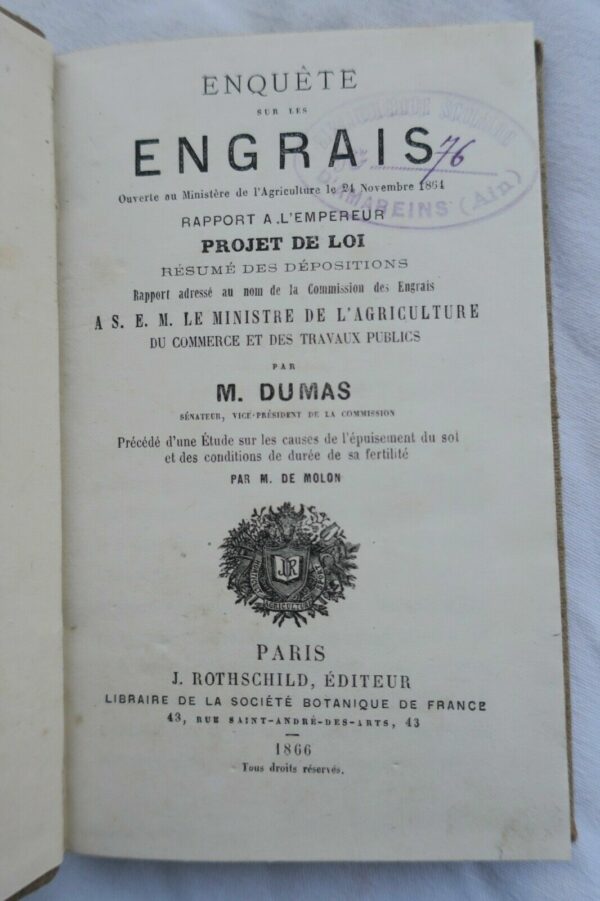 ENQUÊTE
SUR LES
ENGRAIS
Ouverte au Ministère de l'Agriculture le 24 Novembre 1864
RAPPORT A L'EMPEREUR
PROJET DE LOI
RÉSUMÉ DES DÉPOSITIONS
Rapport adressé au nom de la Commission des Engrais
A S. E. M. LE MINISTRE DE L'AGRICULTURE
DU COMMERCE ET DES TRAVAUX PUBLICS
PAR
M. DUMAS
SÉNATEUR, VICE-PRÉSIDENT DE LA COMMISSION
Précédé d'une Étude sur les causes de l'épuisement du sol
et des conditions de durée de sa fertilité
PAR M. DE MOLON
JR
AGRICULTURE
PARIS
J. ROTHSCHILD, ÉDITEUR
LIBRAIRE DE LA SOCIÉTÉ BOTANIQUE DE FRANCE
43, RUE SAINT-ANDRÉ-DES-ARTS, 43
1866
Tous droits réservés.
76
D'AMAREINS (Ain)